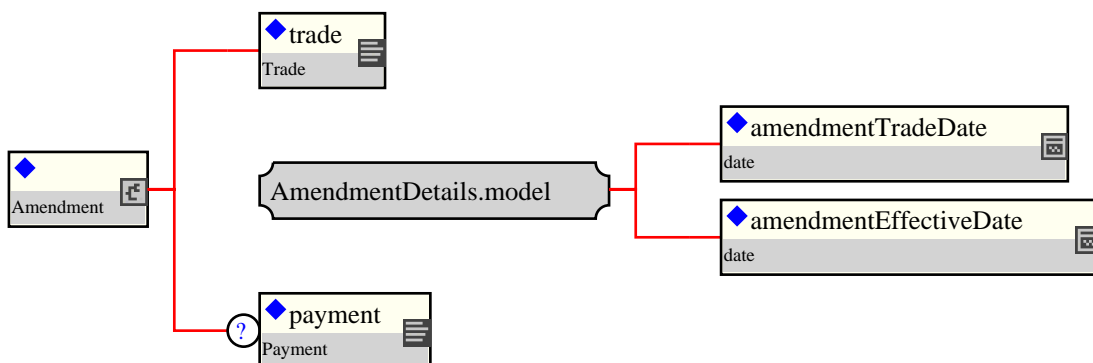 trade
Trade
amendmentTradeDate
date
Amendment
AmendmentDetails.model
amendmentEffectiveDate
date
?
payment
Payment